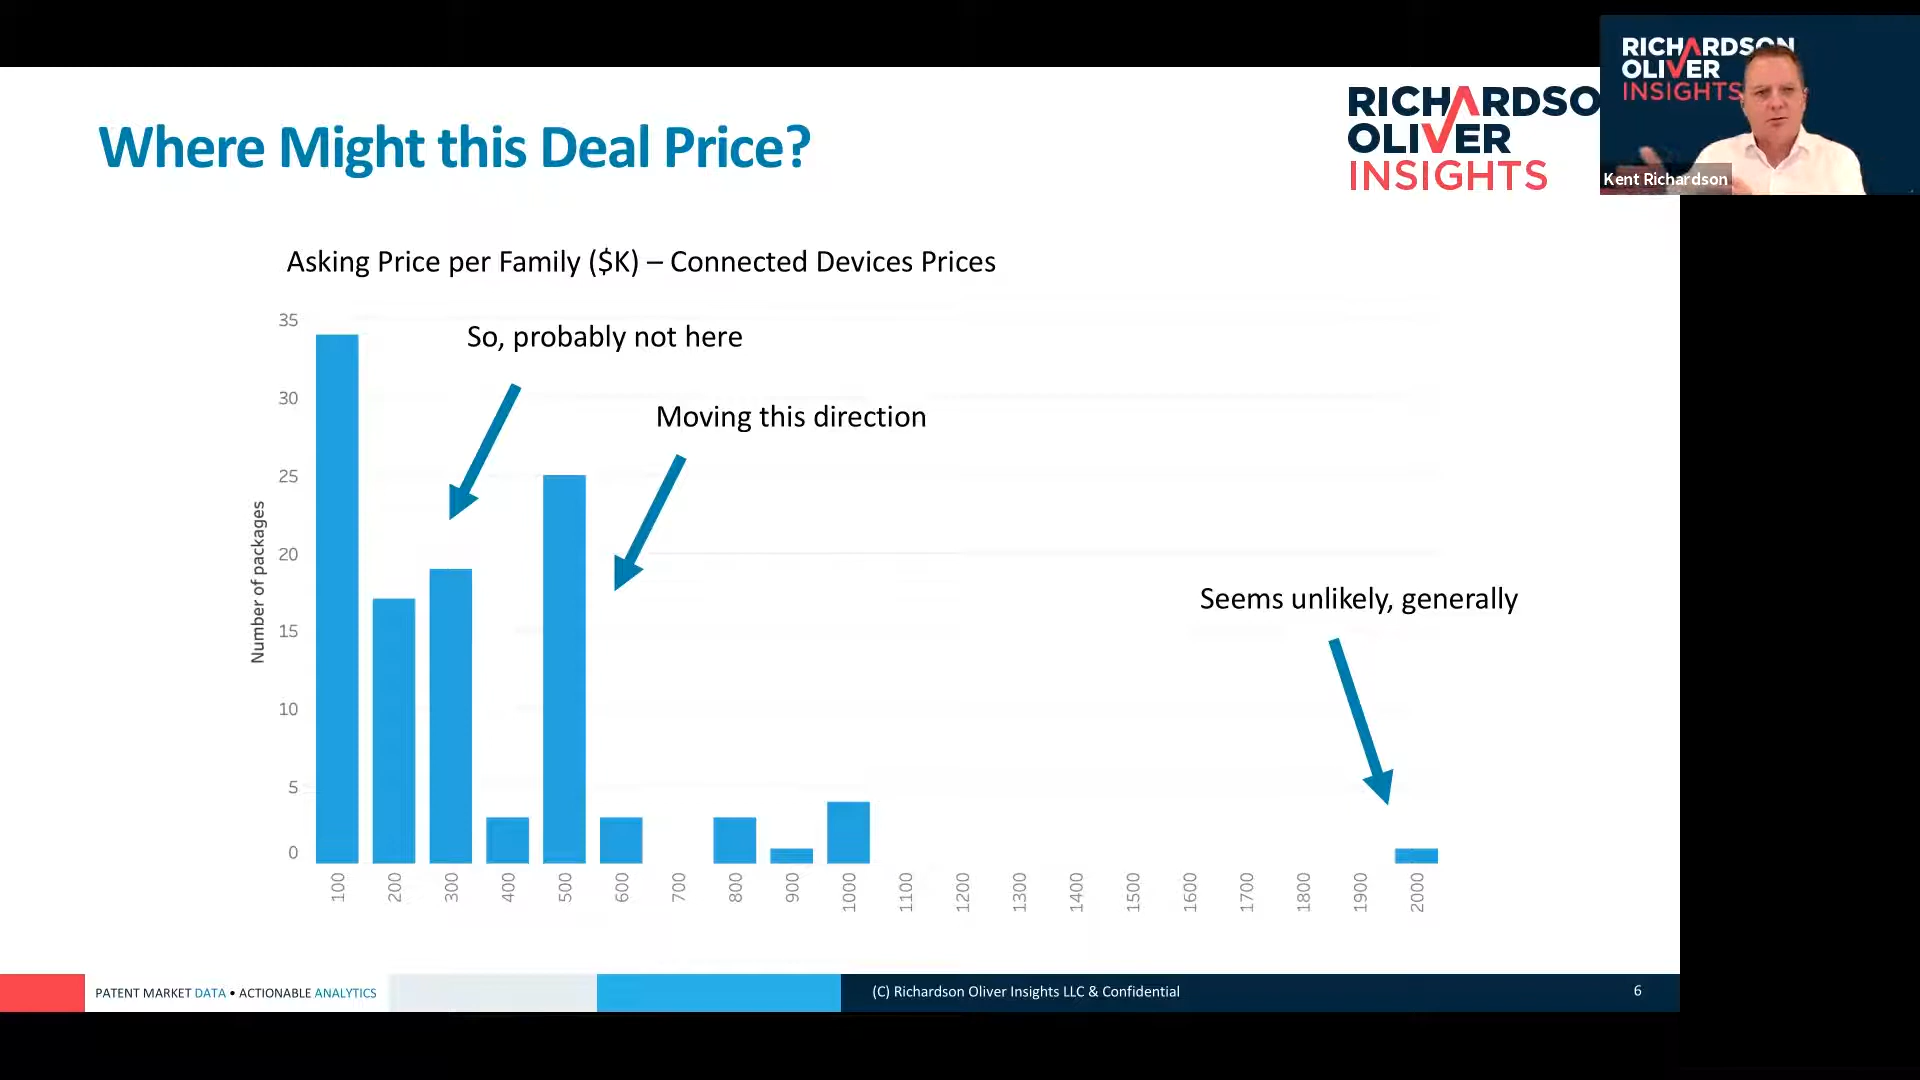 Where Might this Deal Price?
RICHARDSO
OLIVER
INSIGHTS
RICHARDSON
OLIVER
INSIGHTS
Kent Richardson
Asking Price per Family ($K) – Connected Devices Prices
So, probably not here
Moving this direction
Seems unlikely, generally
Number of packages
35
30
25
20
15
10
5
0
100 200 300 400 500 600 700 800 900 1000 1100 1200 1300 1400 1500 1600 1700 1800 1900 2000
PATENT MARKET DATA • ACTIONABLE ANALYTICS
(C) Richardson Oliver Insights LLC & Confidential
6